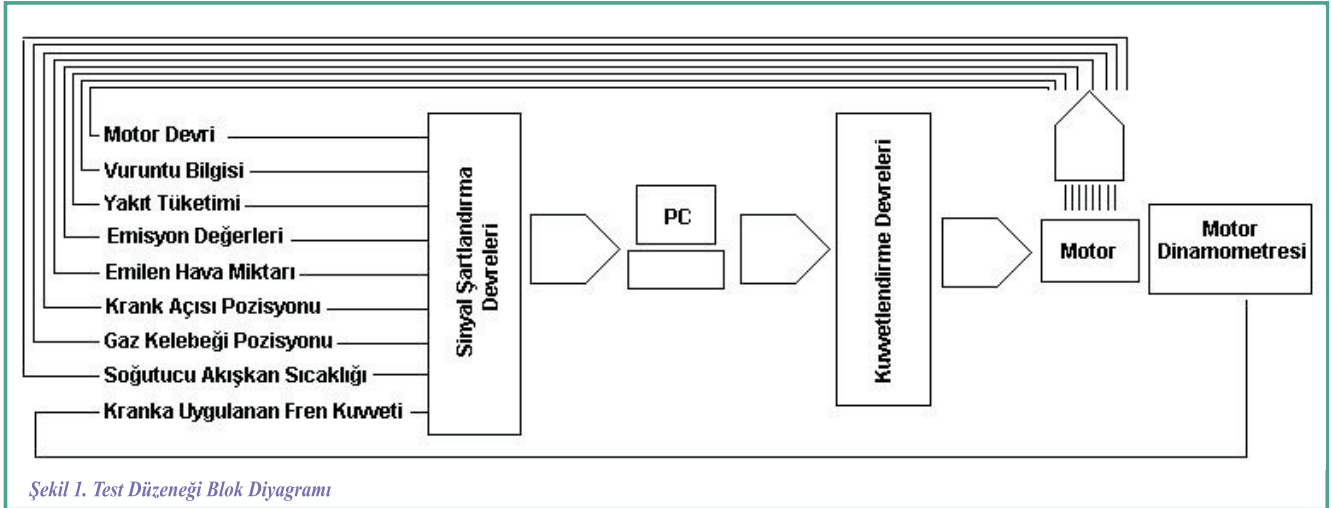 Motor Devri
Vuruntu Bilgisi
Yakıt Tüketimi
Emisyon Değerleri
Emilen Hava Miktarı
Krank Açısı Pozisyonu
Gaz Kelebeği Pozisyonu
Soğutucu Akışkan Sıcaklığı
Kranka Uygulanan Fren Kuvveti
Sinyal Şartlandırma
Devreleri
PC
Kuvvetlendirme Devreleri
Motor
Motor
Dinamometresi
Şekil 1. Test Düzeneği Blok Diyagramı